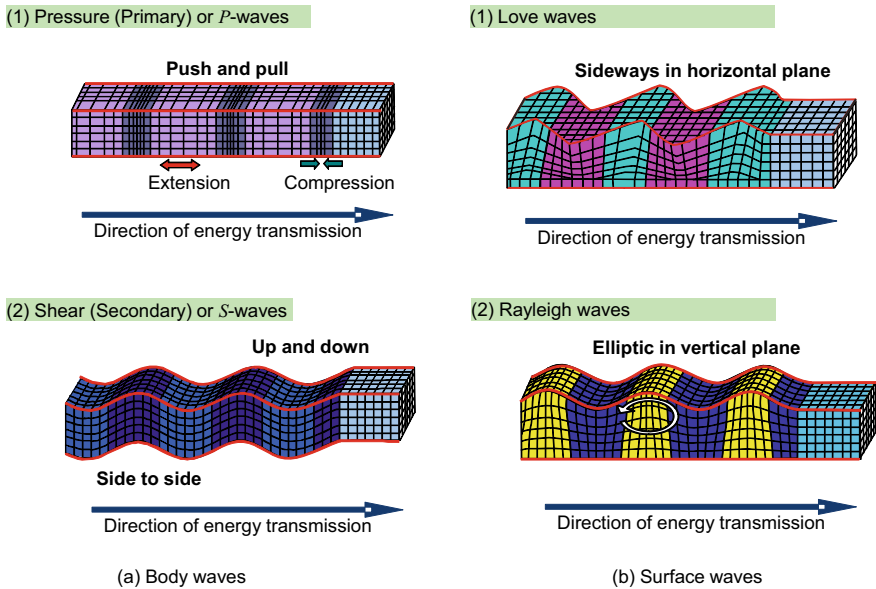 (1) Pressure (Primary) or P-waves
Push and pull
Extension
Compression
Direction of energy transmission
(2) Shear (Secondary) or S-waves
Up and down
Side to side
Direction of energy transmission
(a) Body waves
(1) Love waves
Sideways in horizontal plane
Direction of energy transmission
(2) Rayleigh waves
Elliptic in vertical plane
Direction of energy transmission
(b) Surface waves